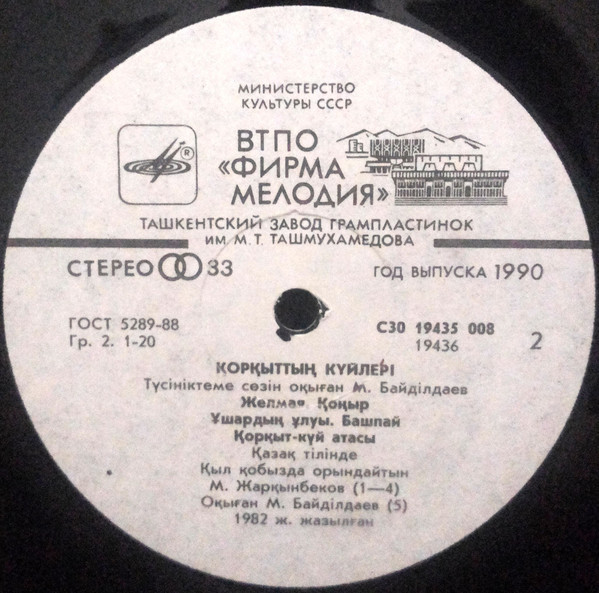 МИНИСТЕРСТВО
КУЛЬТУРЫ СССР
ВТПО
«ФИРМА
МЕЛОДИЯ»
®
ТАШКЕНТСКИЙ ЗАВОД ГРАМПЛАСТИНОК
ИМ М. Т. ТАШМУХАМЕДОВА
СТЕРЕО 33
ГОД ВЫПУСКА 1990
ГОСТ 5289-88
Гр. 2. 1-20
С30 19435 008
19436
2
ҚОРҚЫТТЫҢ КҮЙЛЕРІ
Түсініктеме сөзін оқыған М. Байділдаев
Желмая. Қоңыр
Ұшардың ұлуы. Башпай
Қорқыт-күй атасы
Қазақ тілінде
Қыл қобызда орындайтын
М. Жарқынбеков (1—4)
Оқыған М. Байділдаев (5)
1982 ж. жазылған